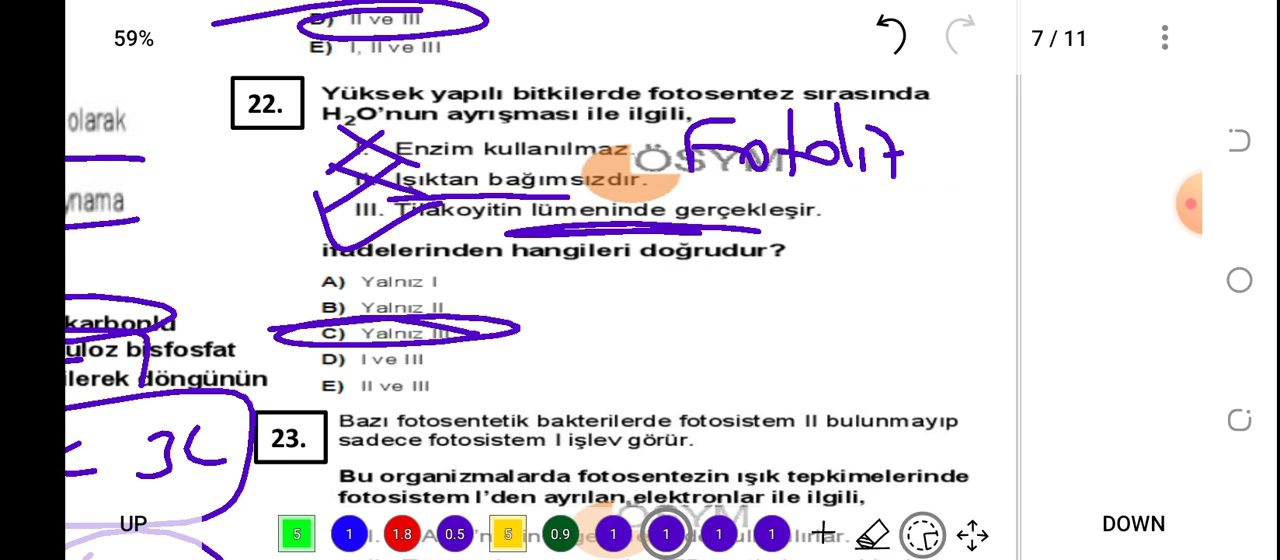 59%
7 / 11
D) II ve III
E) I, II ve III
olarak
ynama
karbonlu
uloz bisfosfat
ilerek döngünün
22.
Yüksek yapılı bitkilerde fotosentez sırasında
H₂O'nun ayrışması ile ilgili,
Fotoliz
I. Enzim kullanılmaz
II. Işıktan bağımsızdır.
III. Tilakoyitin lümeninde gerçekleşir.
ÖSYM
ifadelerinden hangileri doğrudur?
A) Yalnız I
B) Yalnız II
C) Yalnız III
D) I ve III
E) II ve III
23.
Bazı fotosentetik bakterilerde fotosistem II bulunmayıp
sadece fotosistem I işlev görür.
Bu organizmalarda fotosentezin ışık tepkimelerinde
fotosistem I'den ayrılan elektronlar ile ilgili,
ÖSYM
UP
5 1 1.8 0.5 5 0.9 1 1 1 1
DOWN